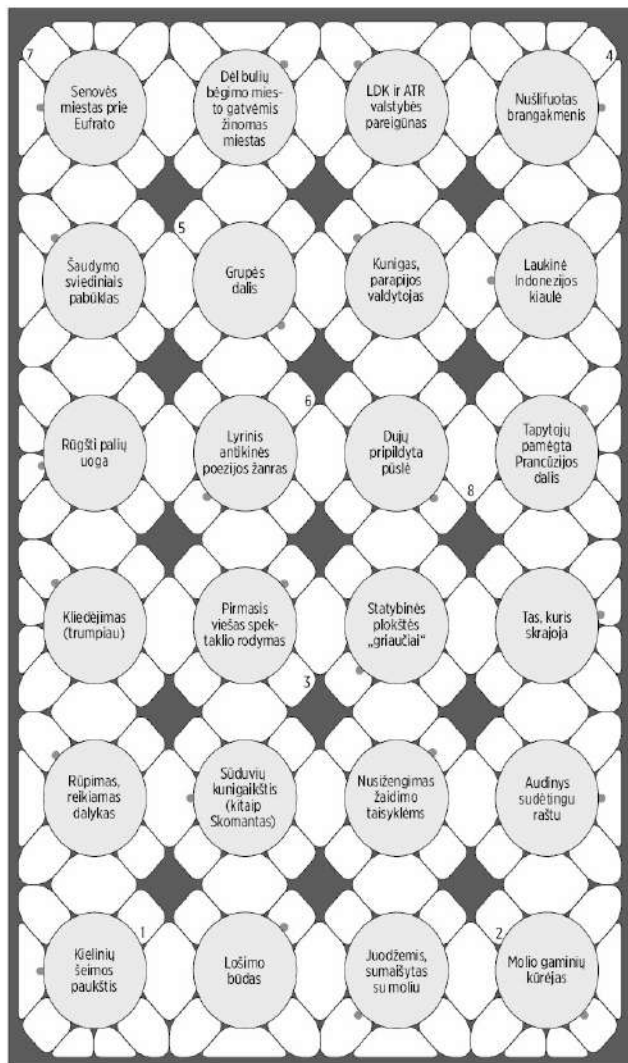 7
4
Senovės
miestas prie
Eufrato
Dėl bulių
bėgimo mies-
to gatvėmis
žinomas
miestas
LDK ir ATR
valstybės
pareigūnas
Nušlifuotas
brangakmenis
5
Šaudymo
sviediniais
pabūklas
Grupės
dalis
Kunigas,
parapijos
valdytojas
Laukinė
Indonezijos
kiaulė
6
Rūgšti palių
uoga
Lyrinis
antikinės
poezijos žanras
Dujų
pripildyta
pūslė
Tapytojų
pamėgta
Prancūzijos
dalis
8
Kliedėjimas
(trumpiau)
Pirmasis
viešas spek-
taklio rodymas
Statybinės
plokštės
„griaučiai“
Tas, kuris
skrajoja
3
Rūpimas,
reikiamas
dalykas
Sūduvių
kunigaikštis
(kitaip
Skomantas)
Nusižengimas
žaidimo
taisyklėms
Audinys
sudėtingu
raštu
1
2
Kielinių
šeimos
paukštis
Lošimo
būdas
Juodžemis,
sumaišytas
su moliu
Molio gaminių
kūrėjas